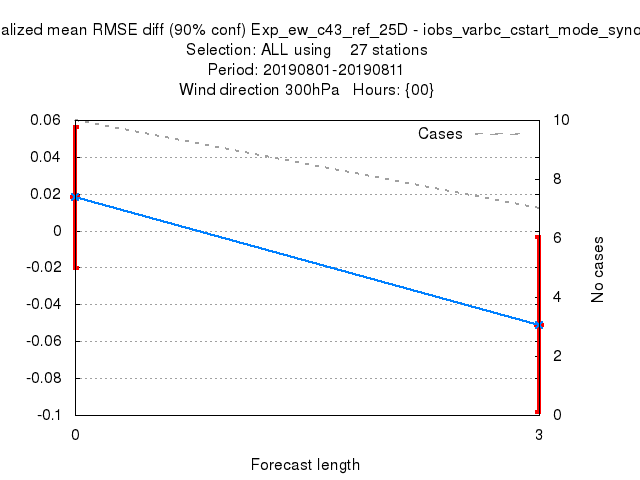 alized mean RMSE diff (90% conf) Exp_ew_c43_ref_25D - iobs_varbc_cstart_mode_syno
Selection: ALL using    27 stations
Period: 20190801-20190811
Wind direction 300hPa   Hours: {00}
Cases
0.06
0.04
0.02
0
-0.02
-0.04
-0.06
-0.08
-0.1
10
8
6
4
2
0
No cases
0
3
Forecast length